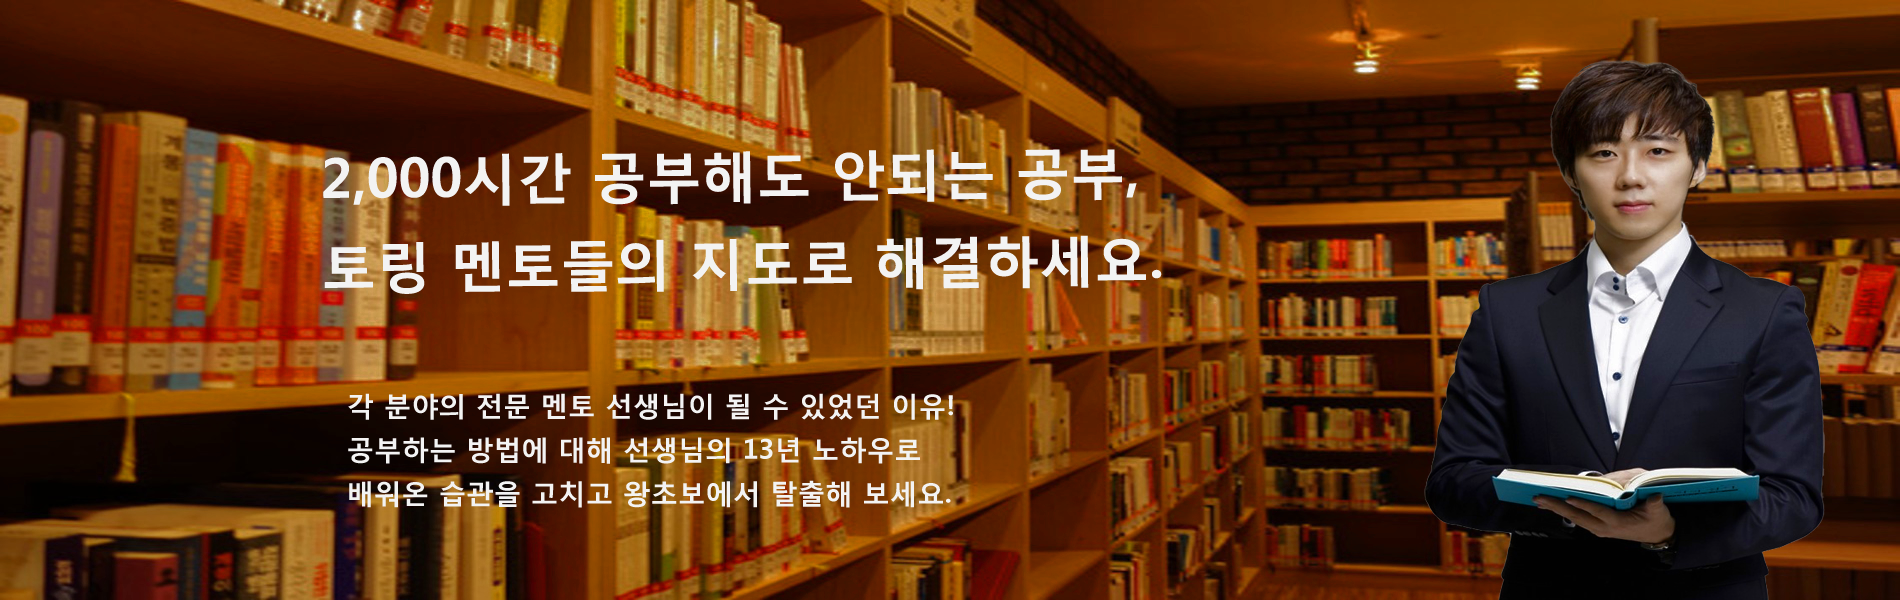 2,000시간 공부해도 안되는 공부,
토링 멘토들의 지도로 해결하세요.
각 분야의 전문 멘토 선생님이 될 수 있었던 이유!
공부하는 방법에 대해 선생님의 13년 노하우로
배워온 습관을 고치고 왕초보에서 탈출해 보세요.